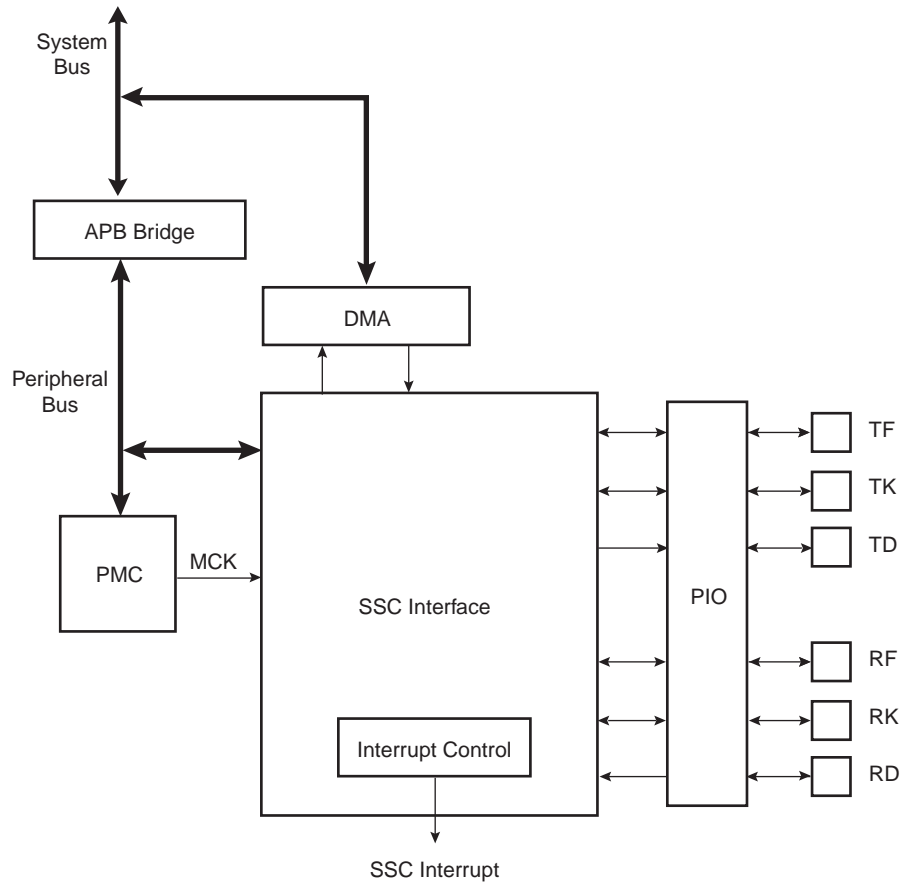 System
Bus
APB Bridge
DMA
Peripheral
Bus
PMC
MCK
SSC Interface
Interrupt Control
SSC Interrupt
PIO
TF
TK
TD
RF
RK
RD